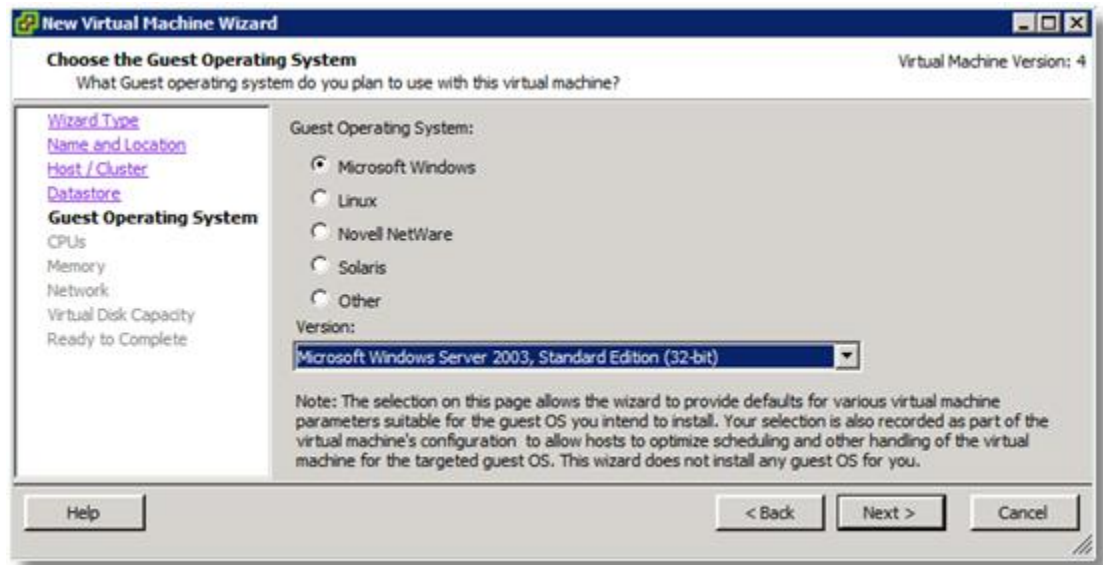 New Virtual Machine Wizard
Choose the Guest Operating System
Virtual Machine Version: 4
What Guest operating system do you plan to use with this virtual machine?
Wizard Type
Name and Location
Host / Cluster
Datastore
Guest Operating System
CPUs
Memory
Network
Virtual Disk Capacity
Ready to Complete
Guest Operating System:
Microsoft Windows
Linux
Novell NetWare
Solaris
Other
Version:
Microsoft Windows Server 2003, Standard Edition (32-bit)
Note: The selection on this page allows the wizard to provide defaults for various virtual machine
parameters suitable for the guest OS you intend to install. Your selection is also recorded as part of the
virtual machine's configuration to allow hosts to optimize scheduling and other handling of the virtual
machine for the targeted guest OS. This wizard does not install any guest OS for you.
Help
< Back
Next >
Cancel